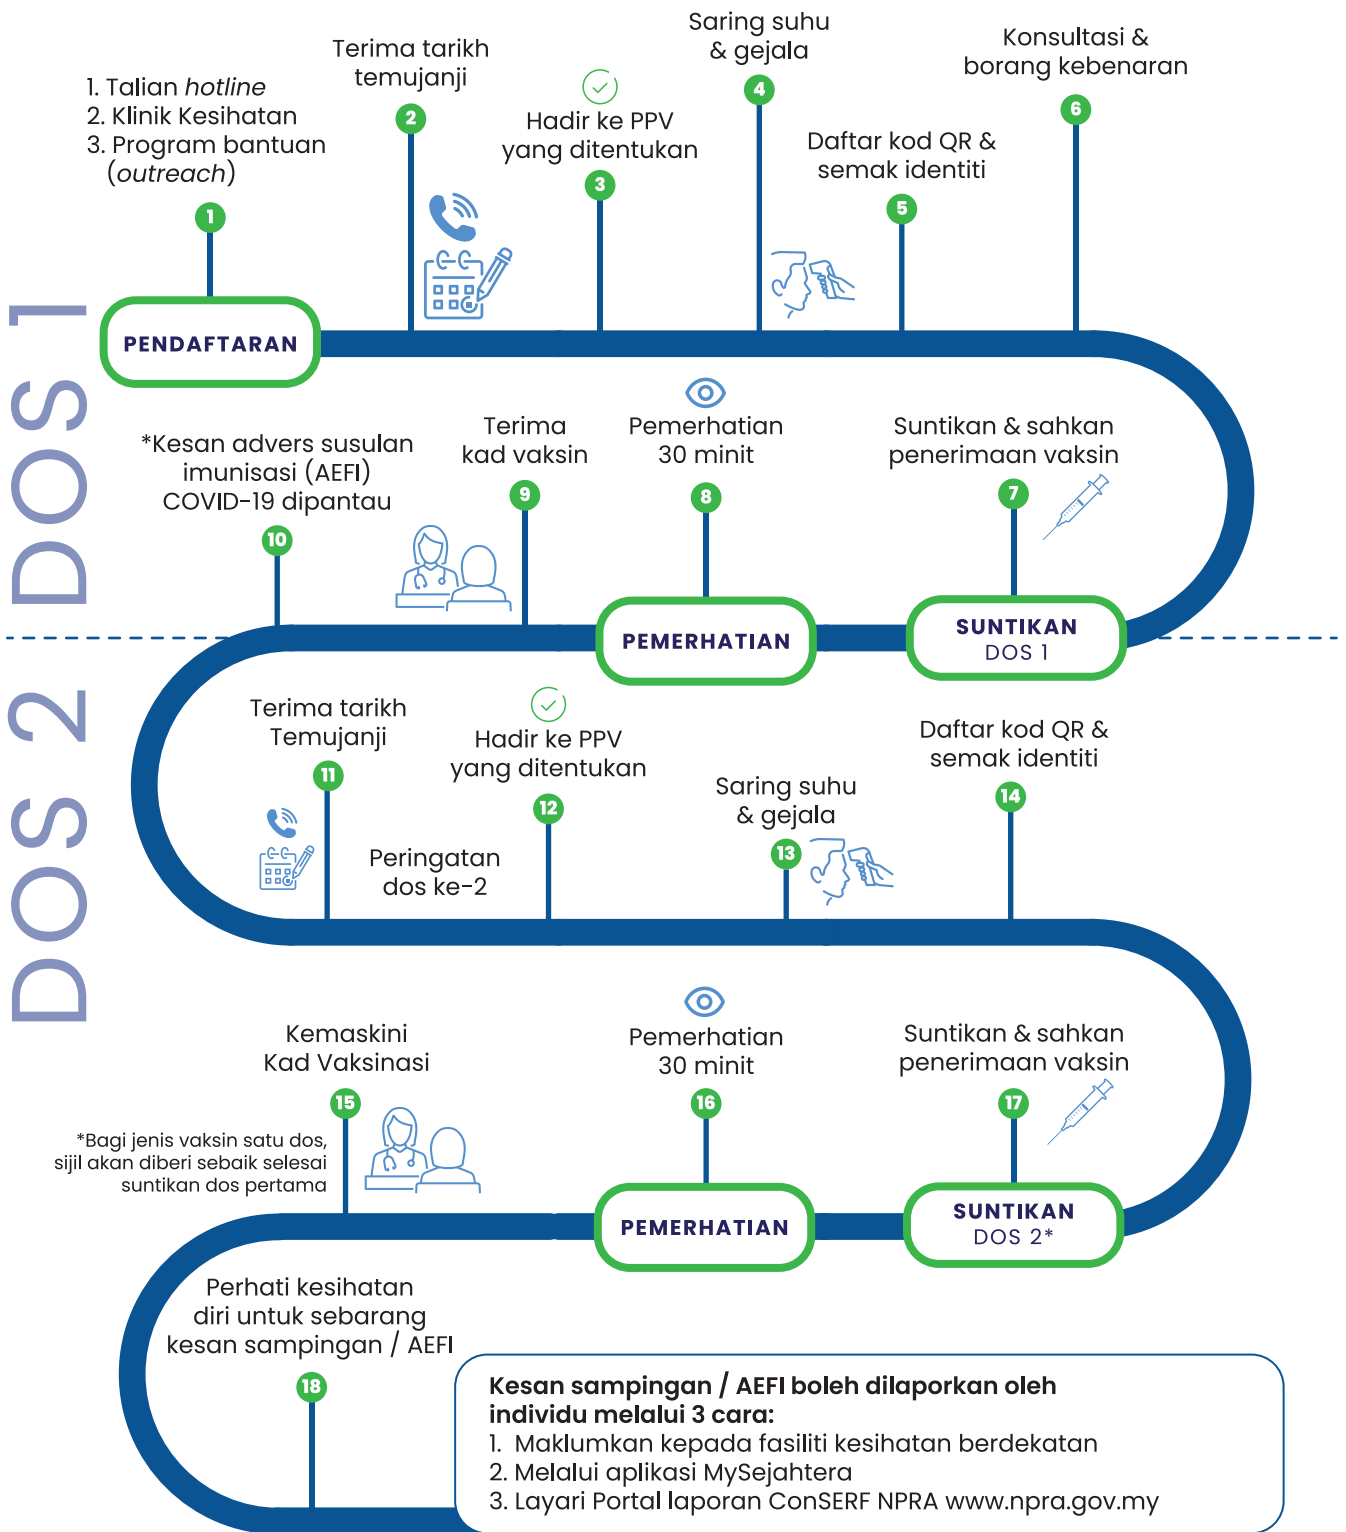 DOS 1
1. Talian hotline
2. Klinik Kesihatan
3. Program bantuan
(outreach)
1
PENDAFTARAN
Terima tarikh
temujanji
2
Hadir ke PPV
yang ditentukan
3
Saring suhu
& gejala
4
Daftar kod QR &
semak identiti
5
Konsultasi &
borang kebenaran
6
Suntikan & sahkan
penerimaan vaksin
7
SUNTIKAN
DOS 1
Pemerhatian
30 minit
8
PEMERHATIAN
Terima
kad vaksin
9
*Kesan advers susulan
imunisasi (AEFI)
COVID-19 dipantau
10
DOS 2
Terima tarikh
Temujanji
11
Peringatan
dos ke-2
Hadir ke PPV
yang ditentukan
12
Saring suhu
& gejala
13
Daftar kod QR &
semak identiti
14
Suntikan & sahkan
penerimaan vaksin
17
SUNTIKAN
DOS 2*
Pemerhatian
30 minit
16
PEMERHATIAN
Kemaskini
Kad Vaksinasi
15
*Bagi jenis vaksin satu dos,
sijil akan diberi sebaik selesai
suntikan dos pertama
Perhati kesihatan
diri untuk sebarang
kesan sampingan / AEFI
18
Kesan sampingan / AEFI boleh dilaporkan oleh
individu melalui 3 cara:
1. Maklumkan kepada fasiliti kesihatan berdekatan
2. Melalui aplikasi MySejahtera
3. Layari Portal laporan ConSERF NPRA www.npra.gov.my